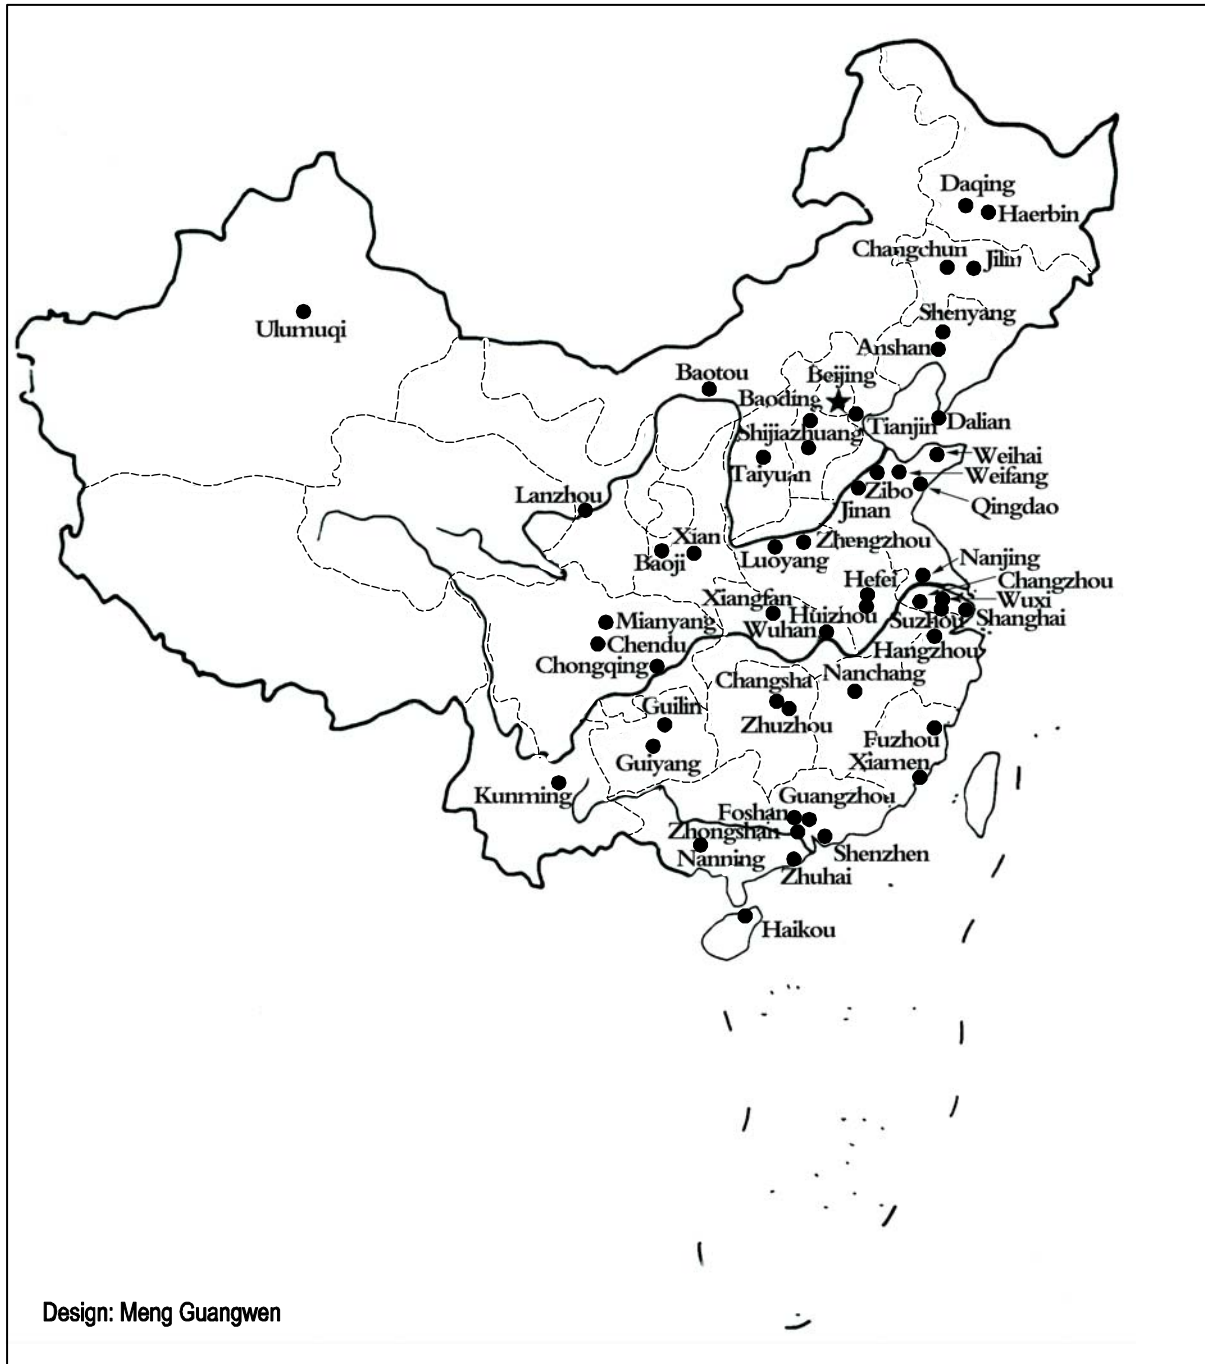 Daqing
Haerbin
Changchun
Jilin
Shenyang
Ulumuqi
Anshan
Beijing
Baotou
Baoding
Tianjin
Dalian
Shijiazhuang
Weihai
Taiyuan
Weifang
Zibo
Lanzhou
Qingdao
Jinan
Xian
Zhengzhou
Baoji
Luoyang
Nanjing
Hefei
Changzhou
Xiangfan
Wuxi
Huizhou
Suzhou
Shanghai
Mianyang
Wuhan
Chendu
Hangzhou
Chongqing
Nanchang
Changsha
Guilin
Zhuzhou
Fuzhou
Guiyang
Xiamen
Kunming
Guangzhou
Foshan
Zhongshan
Shenzhen
Nanning
Zhuhai
Haikou
Design: Meng Guangwen